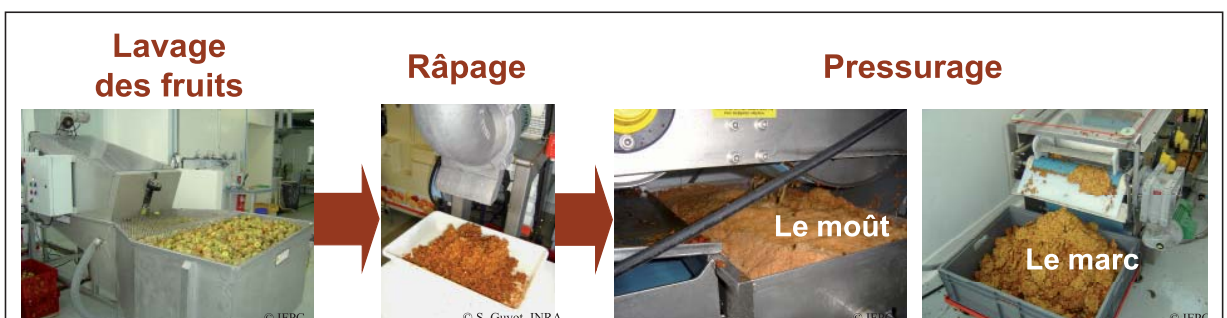 Lavage
des fruits
Râpage
Pressurage
Le moût
Le marc
© IFPC
© S. Guyot, INRA
© IFPC
© IFPC